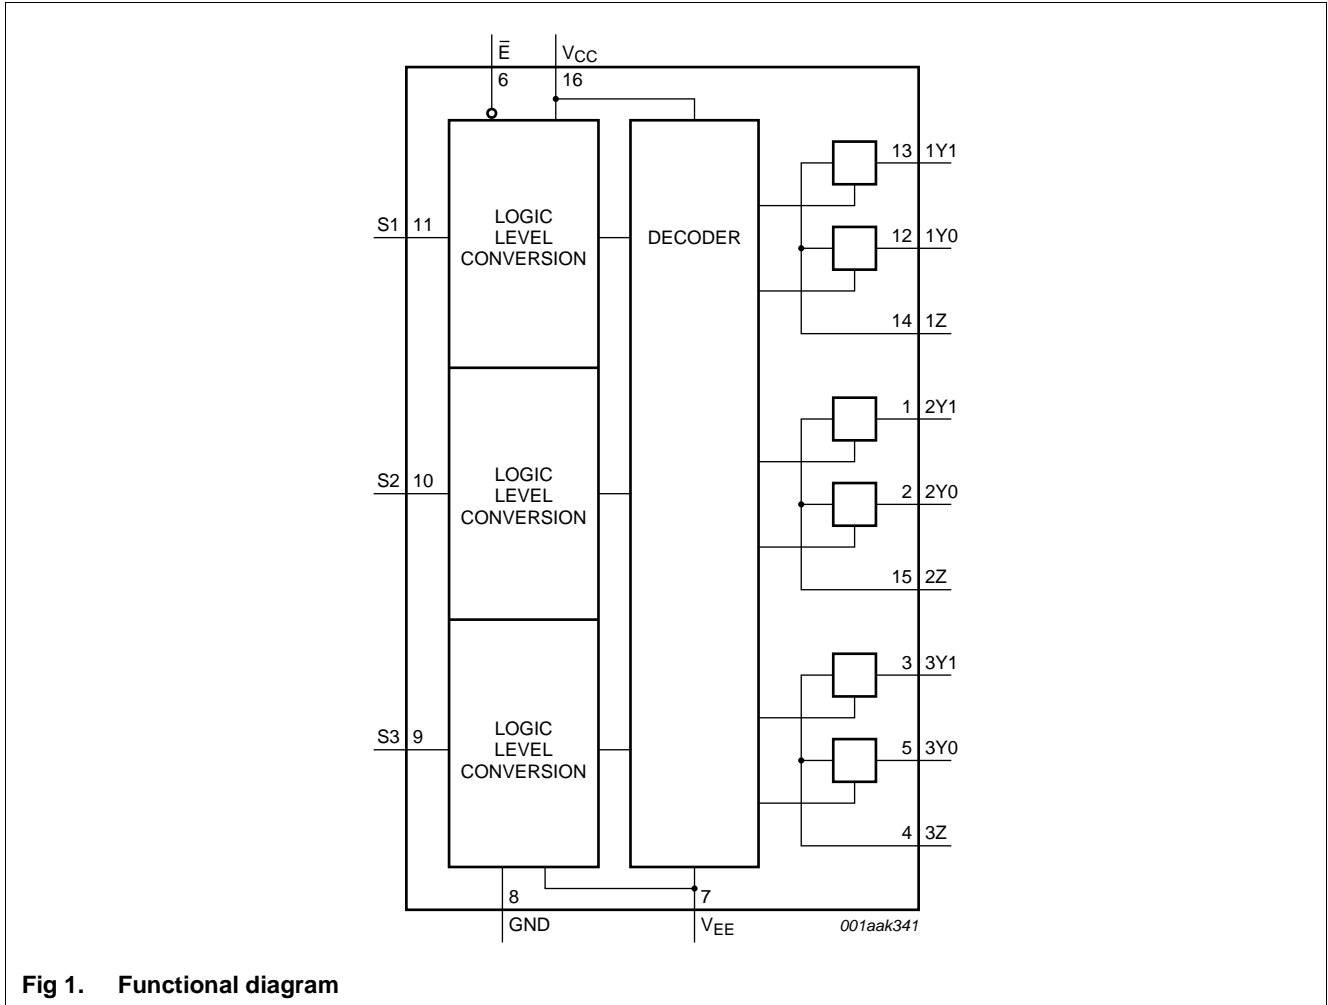 E̅ VCC
6 16
13 1Y1
S1 11
LOGIC
LEVEL
CONVERSION
DECODER
12 1Y0
14 1Z
1 2Y1
S2 10
LOGIC
LEVEL
CONVERSION
2 2Y0
15 2Z
3 3Y1
S3 9
LOGIC
LEVEL
CONVERSION
5 3Y0
4 3Z
8 7
GND VEE 001aak341
Fig 1. Functional diagram